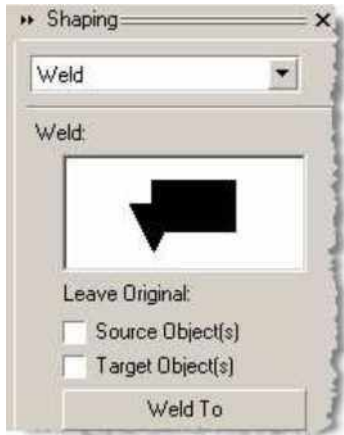 Shaping
Weld
Weld:
Leave Original:
Source Object(s)
Target Object(s)
Weld To